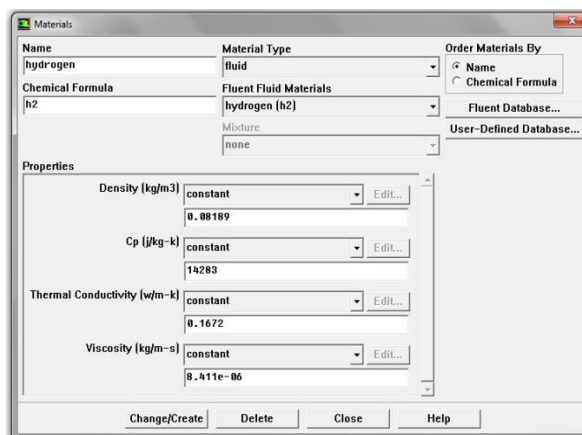 Materials
Name
hydrogen
Material Type
fluid
Order Materials By
Name
Chemical Formula
Chemical Formula
h2
Fluent Fluid Materials
hydrogen (h2)
Fluent Database...
Mixture
none
User-Defined Database...
Properties
Density (kg/m3) constant Edit...
0.08189
Cp (j/kg-k) constant Edit...
14283
Thermal Conductivity (w/m-k) constant Edit...
0.1672
Viscosity (kg/m-s) constant Edit...
8.411e-06
Change/Create Delete Close Help